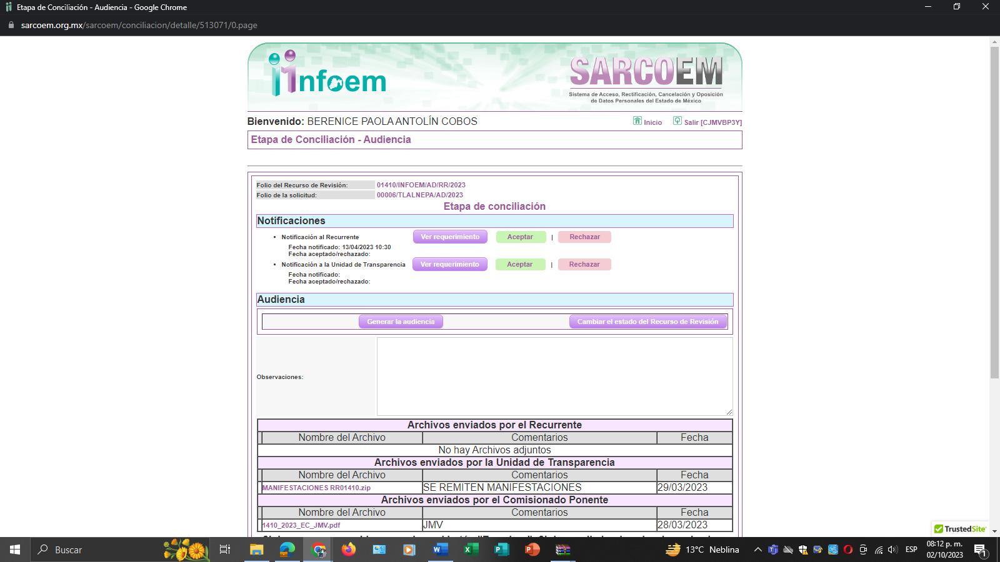 Etapa de Conciliación - Audiencia - Google Chrome
sarcoem.org.mx/sarcoem/conciliacion/detalle/513071/0.page
infoem
SARCOEM
Sistema de Acceso, Rectificación, Cancelación y Oposición
de Datos Personales del Estado de México
Bienvenido: BERENICE PAOLA ANTOLÍN COBOS
Inicio Salir [CJMVBP3Y]
Etapa de Conciliación - Audiencia
Folio del Recurso de Revisión: 01410/INFOEM/AD/RR/2023
Folio de la solicitud: 00006/TLALNEPA/AD/2023
Etapa de conciliación
Notificaciones
• Notificación al Recurrente Ver requerimiento Aceptar | Rechazar
Fecha notificado: 13/04/2023 10:30
Fecha aceptado/rechazado:
• Notificación a la Unidad de Transparencia Ver requerimiento Aceptar | Rechazar
Fecha notificado:
Fecha aceptado/rechazado:
Audiencia
Generar la audiencia Cambiar el estado del Recurso de Revisión
Observaciones:
Archivos enviados por el Recurrente
Nombre del Archivo Comentarios Fecha
No hay Archivos adjuntos
Archivos enviados por la Unidad de Transparencia
Nombre del Archivo Comentarios Fecha
MANIFESTACIONES RR01410.zip SE REMITEN MANIFESTACIONES 29/03/2023
Archivos enviados por el Comisionado Ponente
Nombre del Archivo Comentarios Fecha
1410_2023_EC_JMV.pdf JMV 28/03/2023
TrustedSite
Buscar
13°C Neblina
ESP
08:12 p. m.
02/10/2023
1